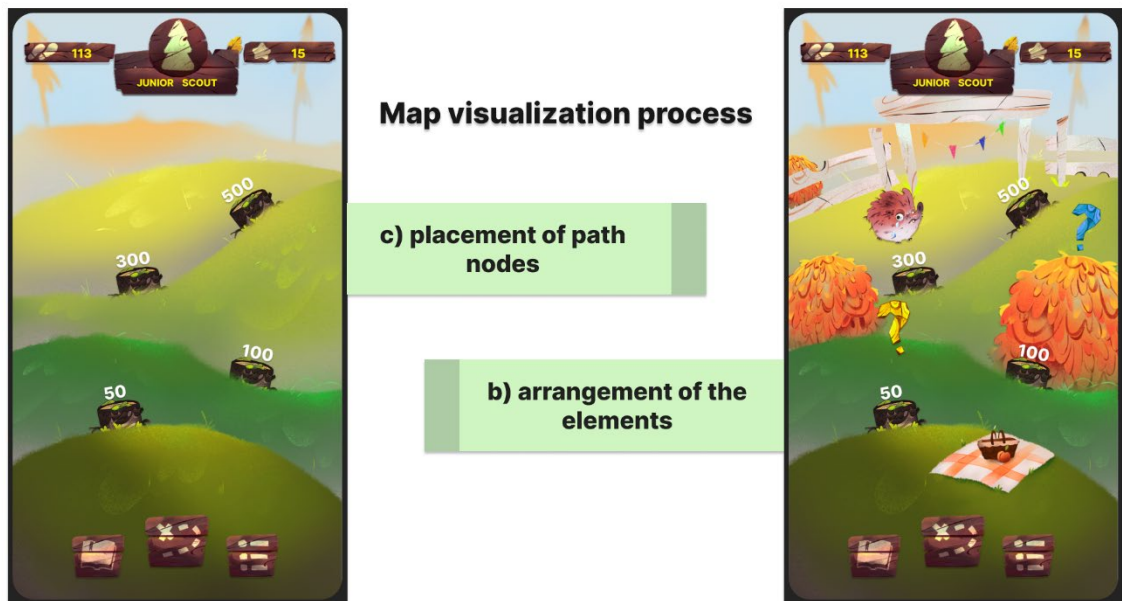 113
15
JUNIOR SCOUT
500
300
100
50
Map visualization process
c) placement of path
nodes
b) arrangement of the
elements
113
15
JUNIOR SCOUT
500
?
300
?
100
50